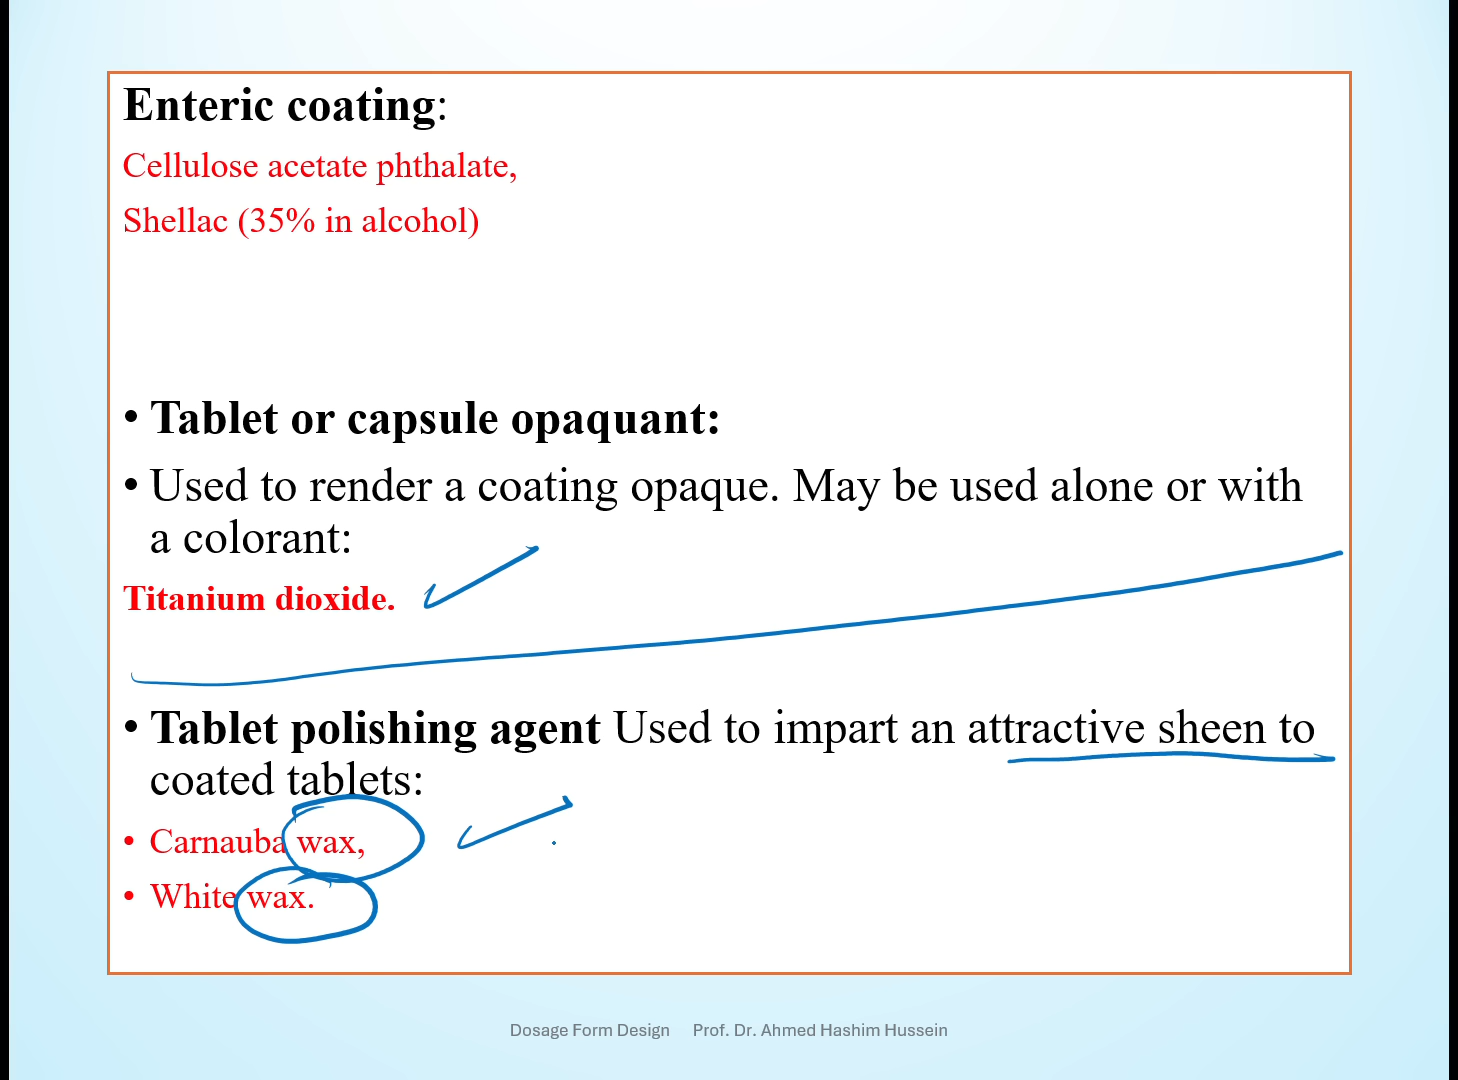 Enteric coating:
Cellulose acetate phthalate,
Shellac (35% in alcohol)
• Tablet or capsule opaquant:
• Used to render a coating opaque. May be used alone or with
a colorant:
Titanium dioxide.
• Tablet polishing agent Used to impart an attractive sheen to
coated tablets:
• Carnauba wax,
• White wax.
Dosage Form Design Prof. Dr. Ahmed Hashim Hussein